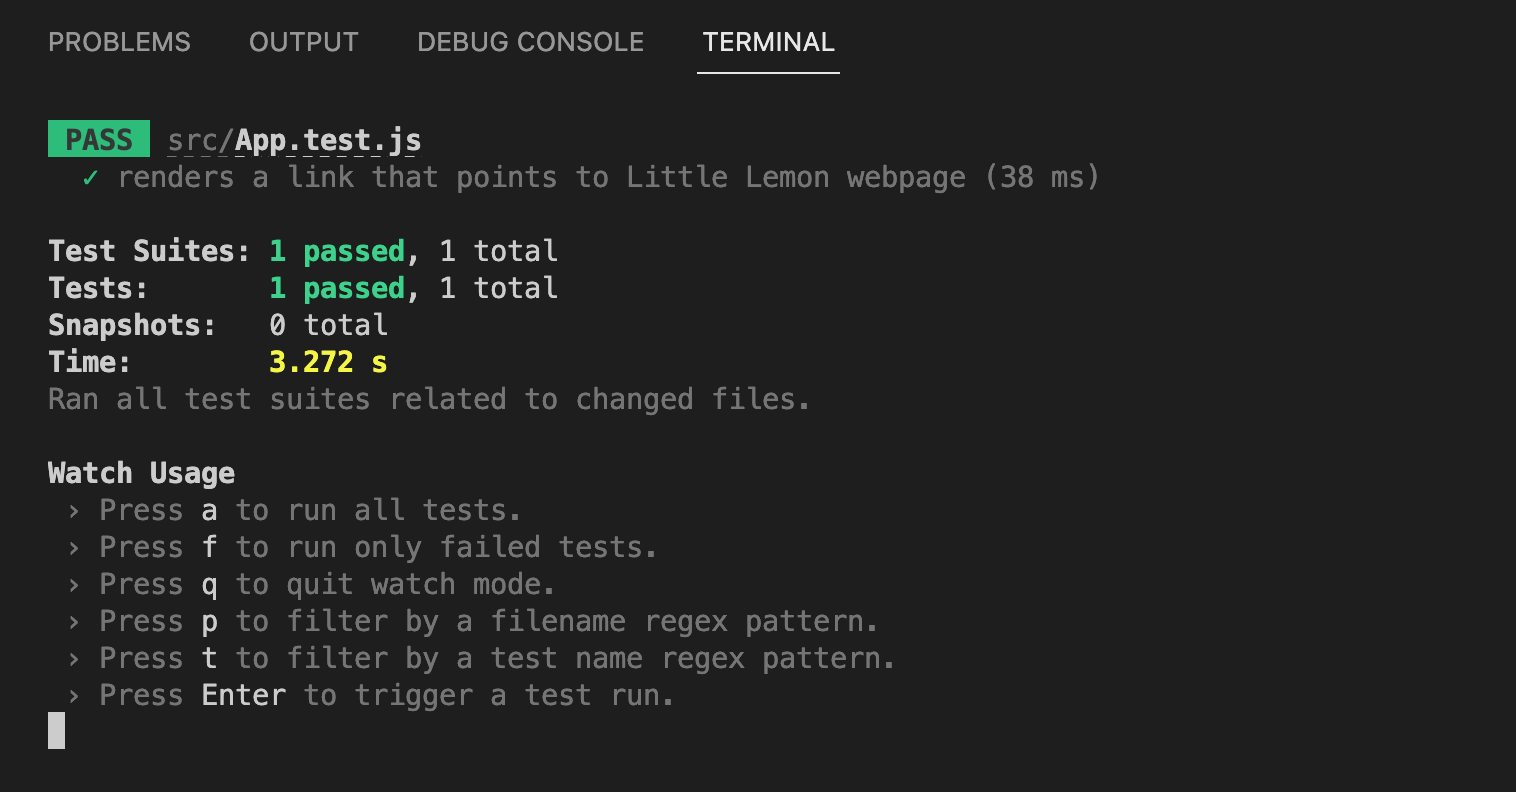 PROBLEMS OUTPUT DEBUG CONSOLE TERMINAL
PASS src/App.test.js
✓ renders a link that points to Little Lemon webpage (38 ms)
Test Suites: 1 passed, 1 total
Tests: 1 passed, 1 total
Snapshots: 0 total
Time: 3.272 s
Ran all test suites related to changed files.
Watch Usage
› Press a to run all tests.
› Press f to run only failed tests.
› Press q to quit watch mode.
› Press p to filter by a filename regex pattern.
› Press t to filter by a test name regex pattern.
› Press Enter to trigger a test run.